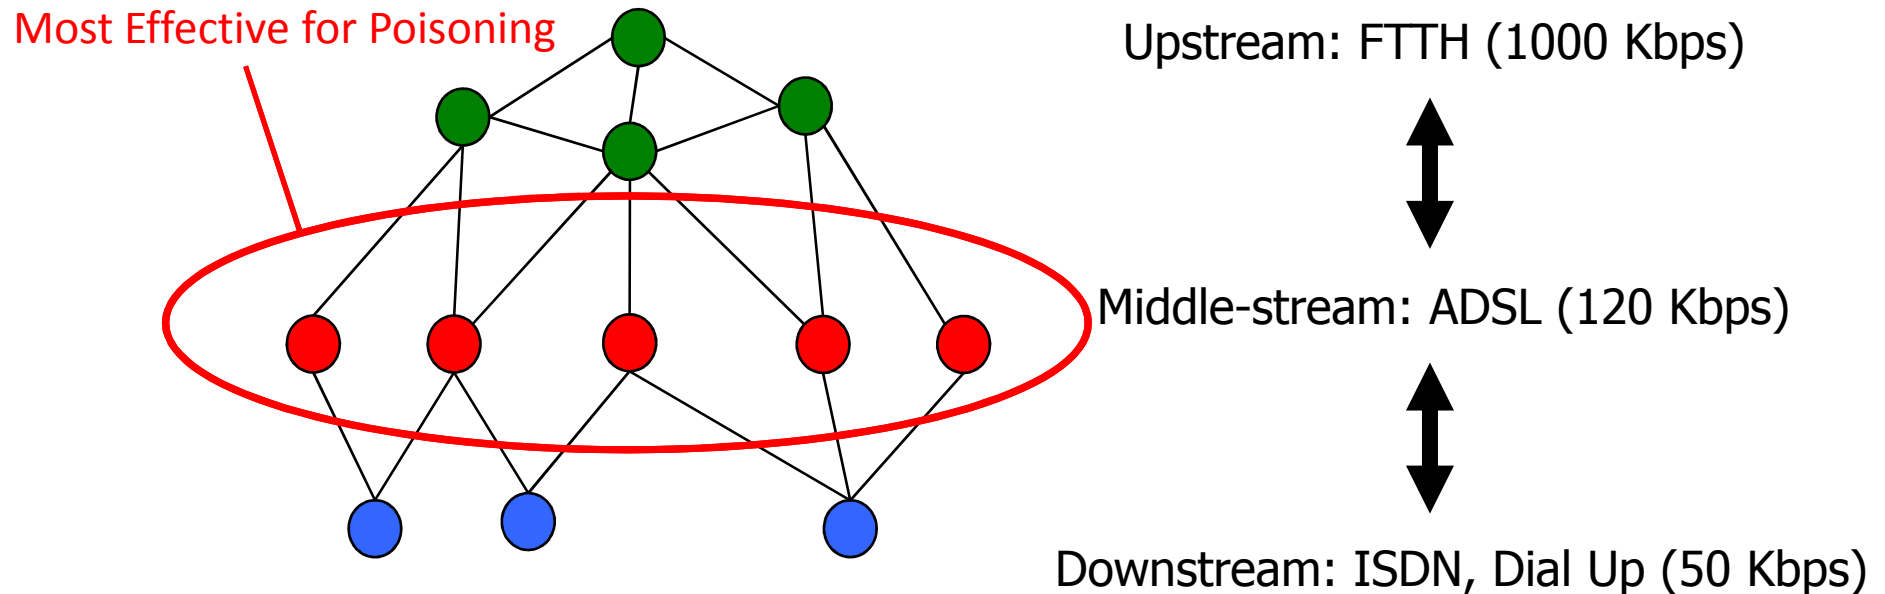 Most Effective for Poisoning
Upstream: FTTH (1000 Kbps)
Middle-stream: ADSL (120 Kbps)
Downstream: ISDN, Dial Up (50 Kbps)